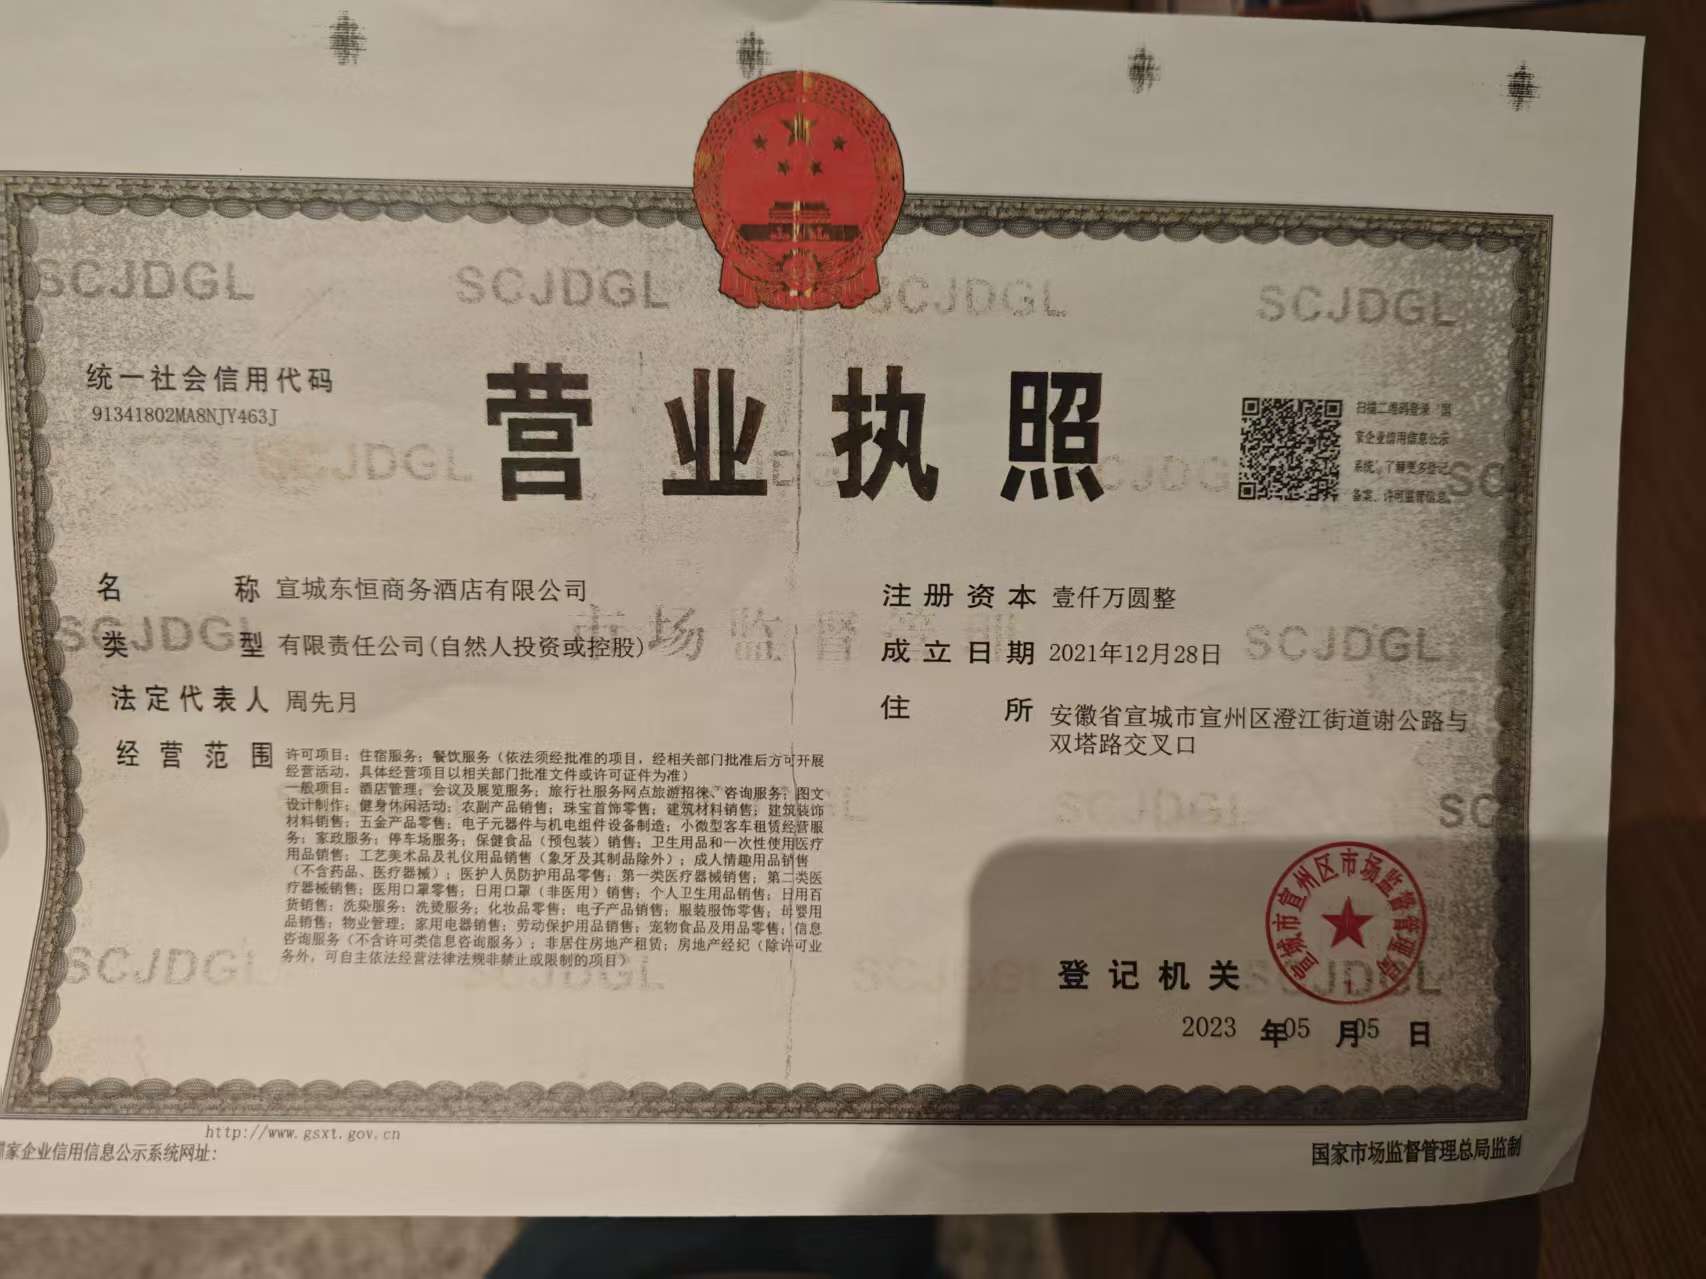 SCJDGL SCJDGL SCJDGL SCJDGL
统一社会信用代码
91341802MA8NJY463J
营业执照
扫描二维码登录‘国
家企业信用信息公示
系统’了解更多登记、
备案、许可监管信息。
名称 宣城东恒商务酒店有限公司
类型 有限责任公司(自然人投资或控股)
法定代表人 周先月
经营范围 许可项目：住宿服务；餐饮服务（依法须经批准的项目，经相关部门批准后方可开展
经营活动，具体经营项目以相关部门批准文件或许可证件为准）
一般项目：酒店管理；会议及展览服务；旅行社服务网点旅游招徕、咨询服务；图文
设计制作；健身休闲活动；农副产品销售；珠宝首饰零售；建筑材料销售；建筑装饰
材料销售；五金产品零售；电子元器件与机电组件设备制造；小微型客车租赁经营服
务；家政服务；停车场服务；保健食品（预包装）销售；卫生用品和一次性使用医疗
用品销售；工艺美术品及礼仪用品销售（象牙及其制品除外）；成人情趣用品销售
（不含药品、医疗器械）；医护人员防护用品零售；第一类医疗器械销售；第二类医
疗器械销售；医用口罩零售；日用口罩（非医用）销售；个人卫生用品销售；日用百
货销售；洗染服务；洗烫服务；化妆品零售；电子产品销售；服装服饰零售；母婴用
品销售；物业管理；家用电器销售；劳动保护用品销售；宠物食品及用品零售；信息
咨询服务（不含许可类信息咨询服务）；非居住房地产租赁；房地产经纪（除许可业
务外，可自主依法经营法律法规非禁止或限制的项目）
注册资本 壹仟万圆整
成立日期 2021年12月28日
住所 安徽省宣城市宣州区澄江街道谢公路与
双塔路交叉口
市场监督管理
宣城市宣州区市场监督管理局
登记机关
2023 年05 月05 日
http://www.gsxt.gov.cn
国家企业信用信息公示系统网址：
国家市场监督管理总局监制